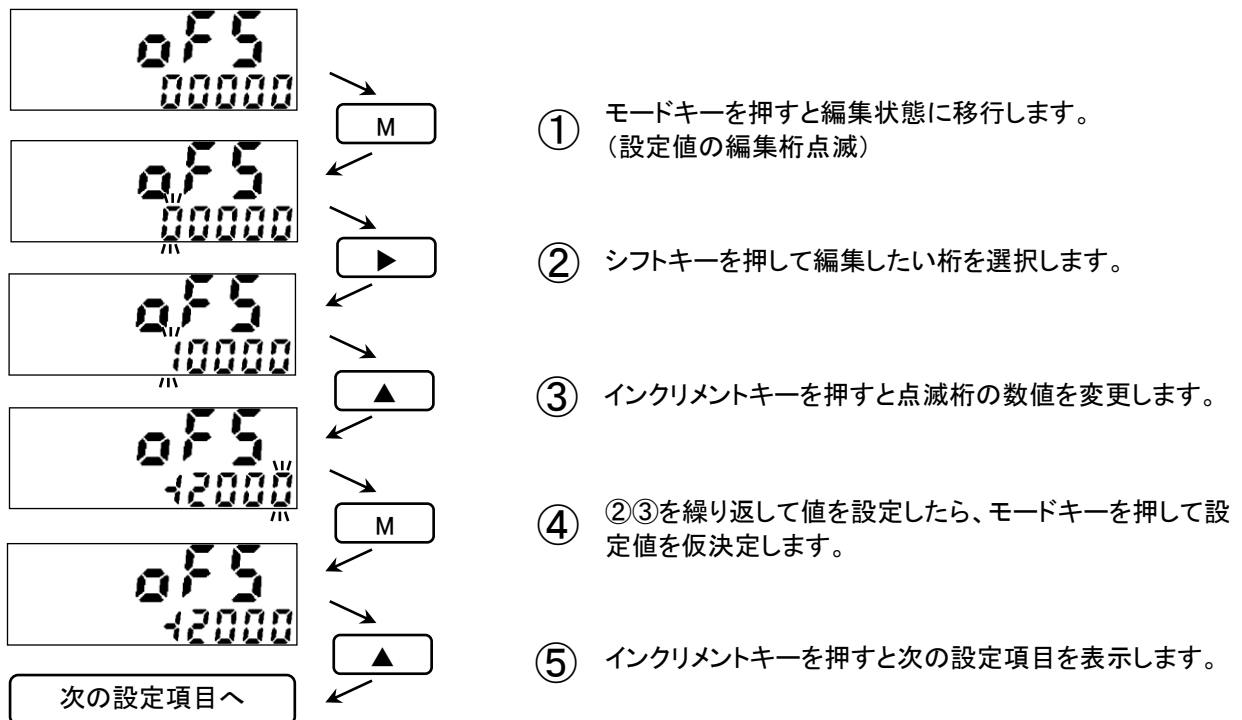 oFS
00000
M
① モードキーを押すと編集状態に移行します。
（設定値の編集桁点滅）
oFS
00000
▶
② シフトキーを押して編集したい桁を選択します。
oFS
10000
▲
③ インクリメントキーを押すと点滅桁の数値を変更します。
oFS
-12000
M
④ ②③を繰り返して値を設定したら、モードキーを押して設
定値を仮決定します。
oFS
-12000
▲
⑤ インクリメントキーを押すと次の設定項目を表示します。
次の設定項目へ